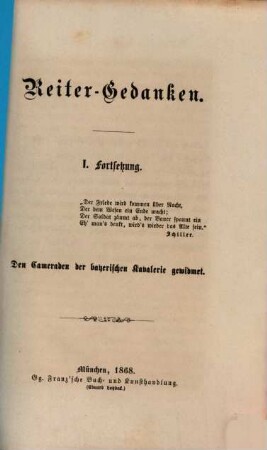 Reiter-Gedanken.
I. Fortsetzung.
„Der Friede wird kommen über Nacht,
Der dem Wesen ein Ende macht;
Der Soldat zäumt ab, der Bauer spannt ein
Eh' man's denkt, wird's wieder das Alte sein."
Schiller.
Den Cameraden der bayerischen Kavalerie gewidmet.
München, 1868.
Gg. Franz'sche Buch- und Kunsthandlung.